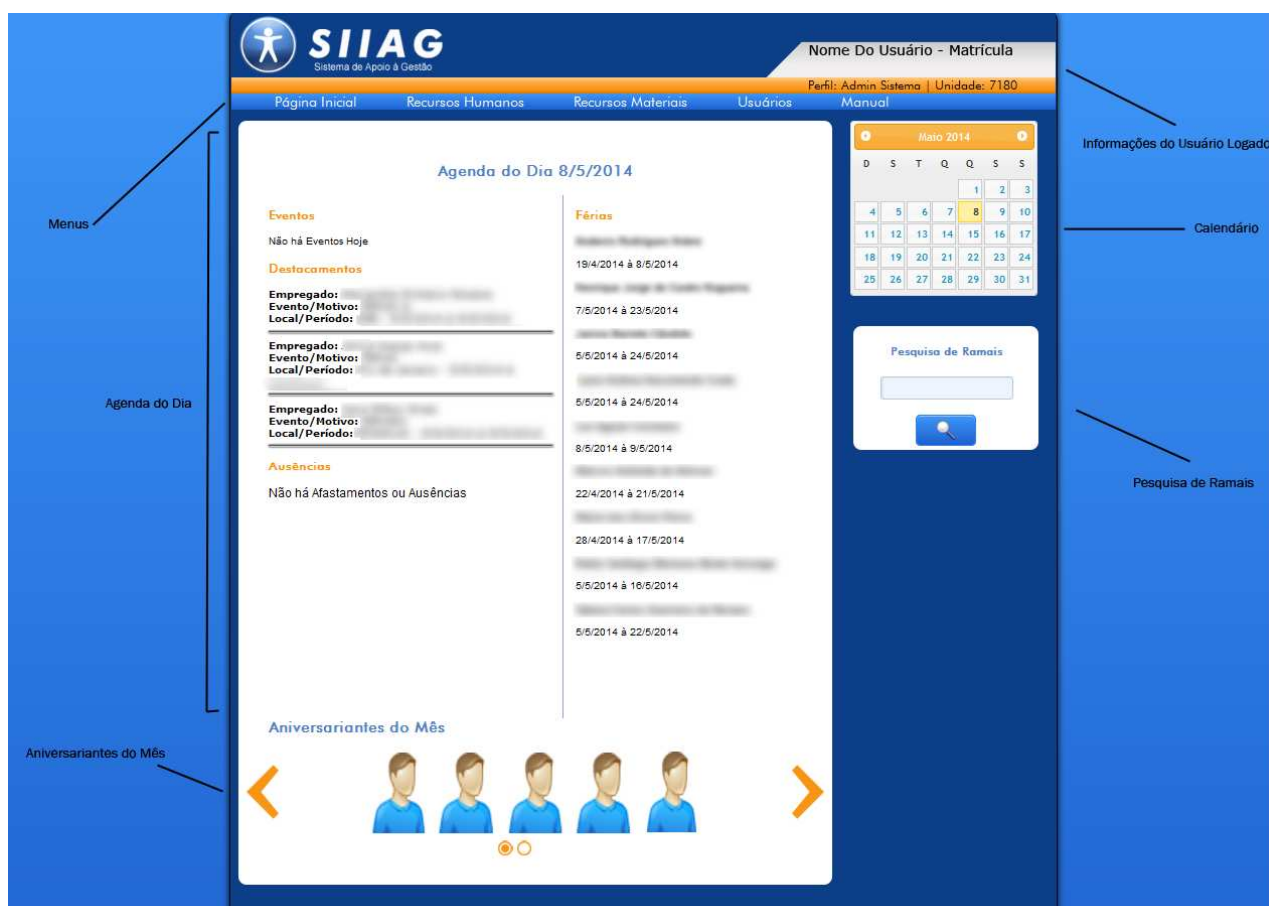 SIIAG
Sistema de Apoio à Gestão
Nome Do Usuário - Matrícula
Perfil: Admin Sistema | Unidade: 7180
Página Inicial Recursos Humanos Recursos Materiais Usuários Manual
Informações do Usuário Logado
Menus
Agenda do Dia
Aniversariantes do Mês
Agenda do Dia 8/5/2014
Eventos
Não há Eventos Hoje
Destacamentos
Empregado:
Evento/Motivo:
Local/Período:
Empregado:
Evento/Motivo:
Local/Período:
Empregado:
Evento/Motivo:
Local/Período:
Ausências
Não há Afastamentos ou Ausências
Férias
19/4/2014 à 8/5/2014
7/5/2014 à 23/5/2014
5/5/2014 à 24/5/2014
5/5/2014 à 24/5/2014
8/5/2014 à 9/5/2014
22/4/2014 à 21/5/2014
28/4/2014 à 17/5/2014
5/5/2014 à 16/5/2014
5/5/2014 à 22/5/2014
Aniversariantes do Mês
Maio 2014
D S T Q Q S S
1 2 3
4 5 6 7 8 9 10
11 12 13 14 15 16 17
18 19 20 21 22 23 24
25 26 27 28 29 30 31
Calendário
Pesquisa de Ramais
Pesquisa de Ramais